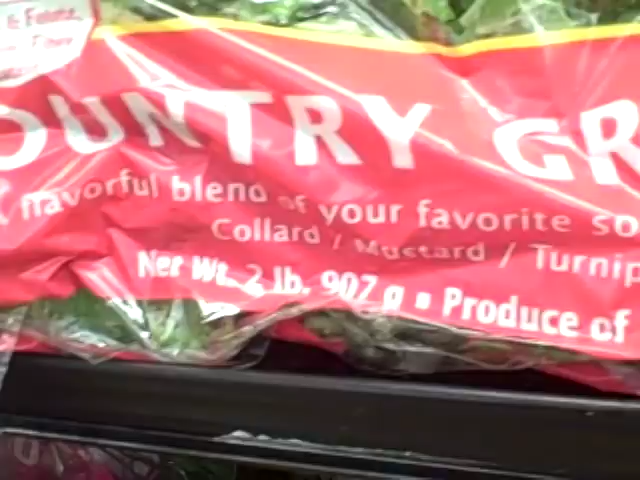 OUNTRY GR
flavorful blend of your favorite so
Collard / Mustard / Turnip
Net Wt. 2 lb. 907 g • Produce of